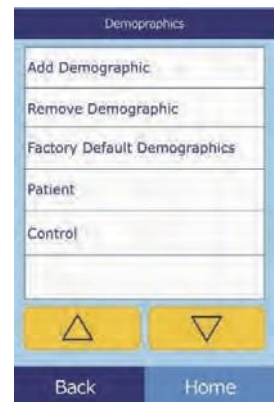 Demographics
Add Demographic
Remove Demographic
Factory Default Demographics
Patient
Control
Back
Home